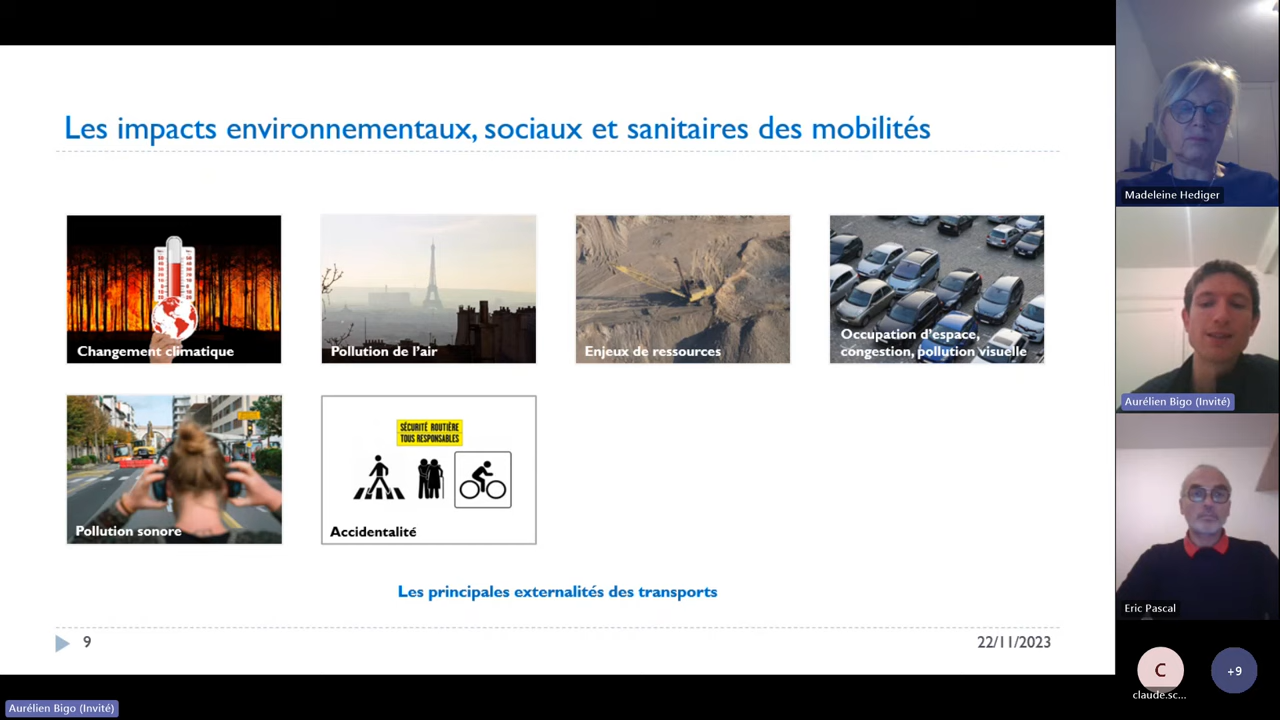 Les impacts environnementaux, sociaux et sanitaires des mobilités
Changement climatique
Pollution de l'air
Enjeux de ressources
Occupation d'espace,
congestion, pollution visuelle
Pollution sonore
SÉCURITÉ ROUTIÈRE
TOUS RESPONSABLES
Accidentalité
Les principales externalités des transports
9
22/11/2023
Aurélien Bigo (Invité)
Madeleine Hediger
Aurélien Bigo (Invité)
Eric Pascal
C
claude.sc...
+9